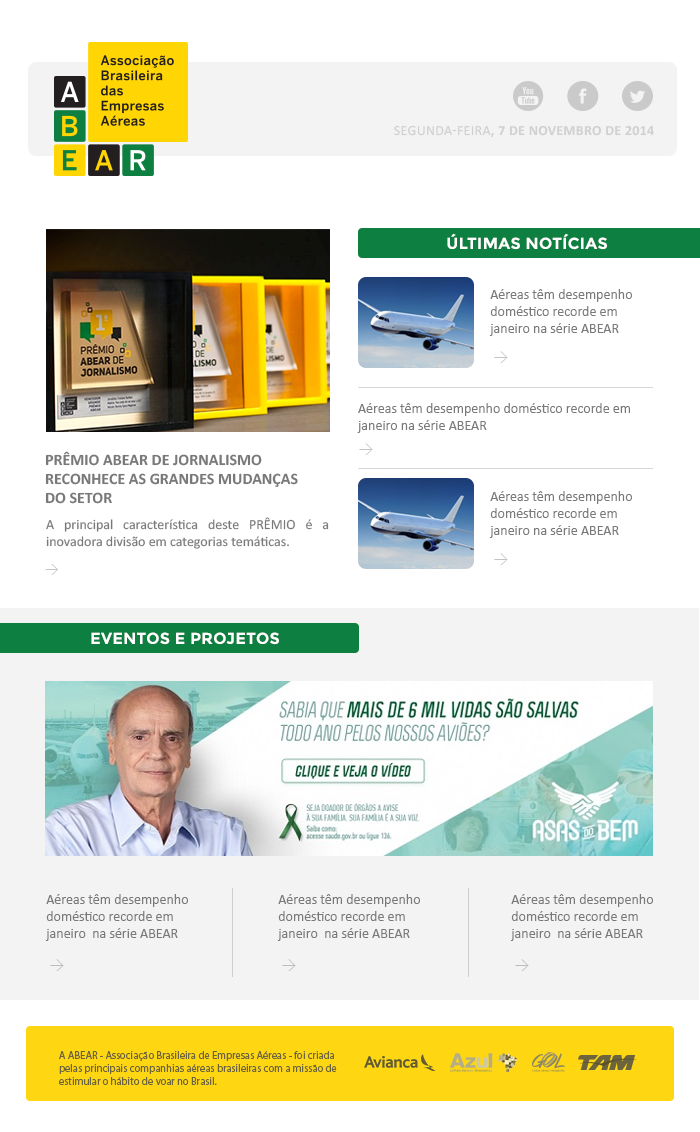 Associação
Brasileira
das
Empresas
Aéreas
A
B
E A R
You
Tube
f
SEGUNDA-FEIRA, 7 DE NOVEMBRO DE 2014
1º
PRÊMIO
ABEAR DE
JORNALISMO
ÚLTIMAS NOTÍCIAS
Aéreas têm desempenho
doméstico recorde em
janeiro na série ABEAR
Aéreas têm desempenho doméstico recorde em
janeiro na série ABEAR
Aéreas têm desempenho
doméstico recorde em
janeiro na série ABEAR
PRÊMIO ABEAR DE JORNALISMO
RECONHECE AS GRANDES MUDANÇAS
DO SETOR
A principal característica deste PRÊMIO é a
inovadora divisão em categorias temáticas.
EVENTOS E PROJETOS
SABIA QUE MAIS DE 6 MIL VIDAS SÃO SALVAS
TODO ANO PELOS NOSSOS AVIÕES?
CLIQUE E VEJA O VÍDEO
SEJA DOADOR DE ÓRGÃOS A AVISE
À SUA FAMÍLIA. SUA FAMÍLIA É A SUA VOZ.
Saiba como:
acesse saude.gov.br ou ligue 136.
ASAS DO BEM
Aéreas têm desempenho
doméstico recorde em
janeiro na série ABEAR
Aéreas têm desempenho
doméstico recorde em
janeiro na série ABEAR
Aéreas têm desempenho
doméstico recorde em
janeiro na série ABEAR
A ABEAR - Associação Brasileira de Empresas Aéreas - foi criada
pelas principais companhias aéreas brasileiras com a missão de
estimular o hábito de voar no Brasil.
Avianca
Azul
GOL
TAM